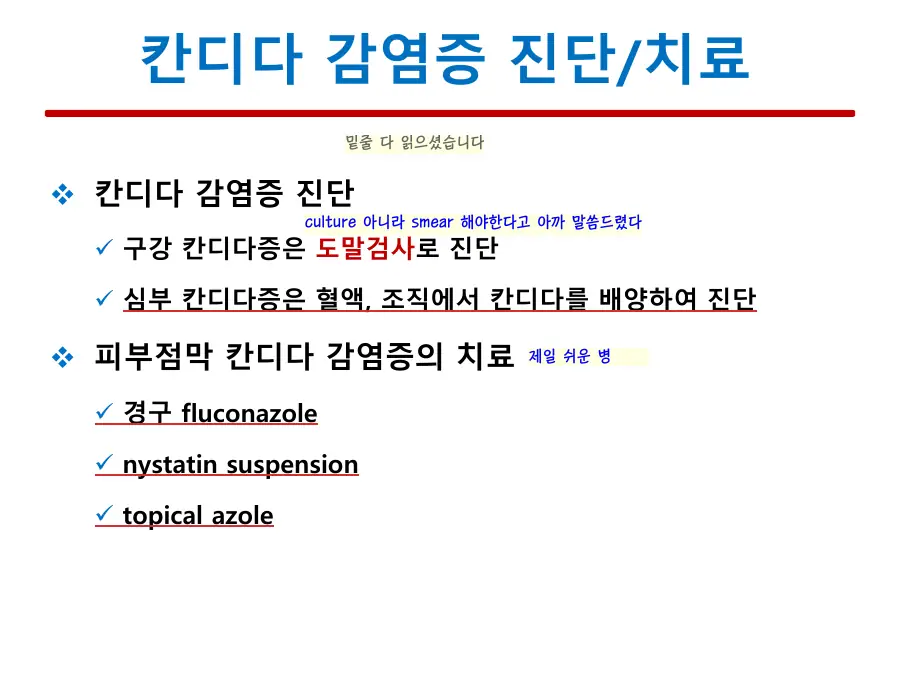 칸디다 감염증 진단/치료
밑줄 다 읽으셨습니다
칸디다 감염증 진단
culture 아니라 smear 해야한다고 아까 말씀드렸다
구강 칸디다증은 도말검사로 진단
심부 칸디다증은 혈액, 조직에서 칸디다를 배양하여 진단
피부점막 칸디다 감염증의 치료 제일 쉬운 병
경구 fluconazole
nystatin suspension
topical azole